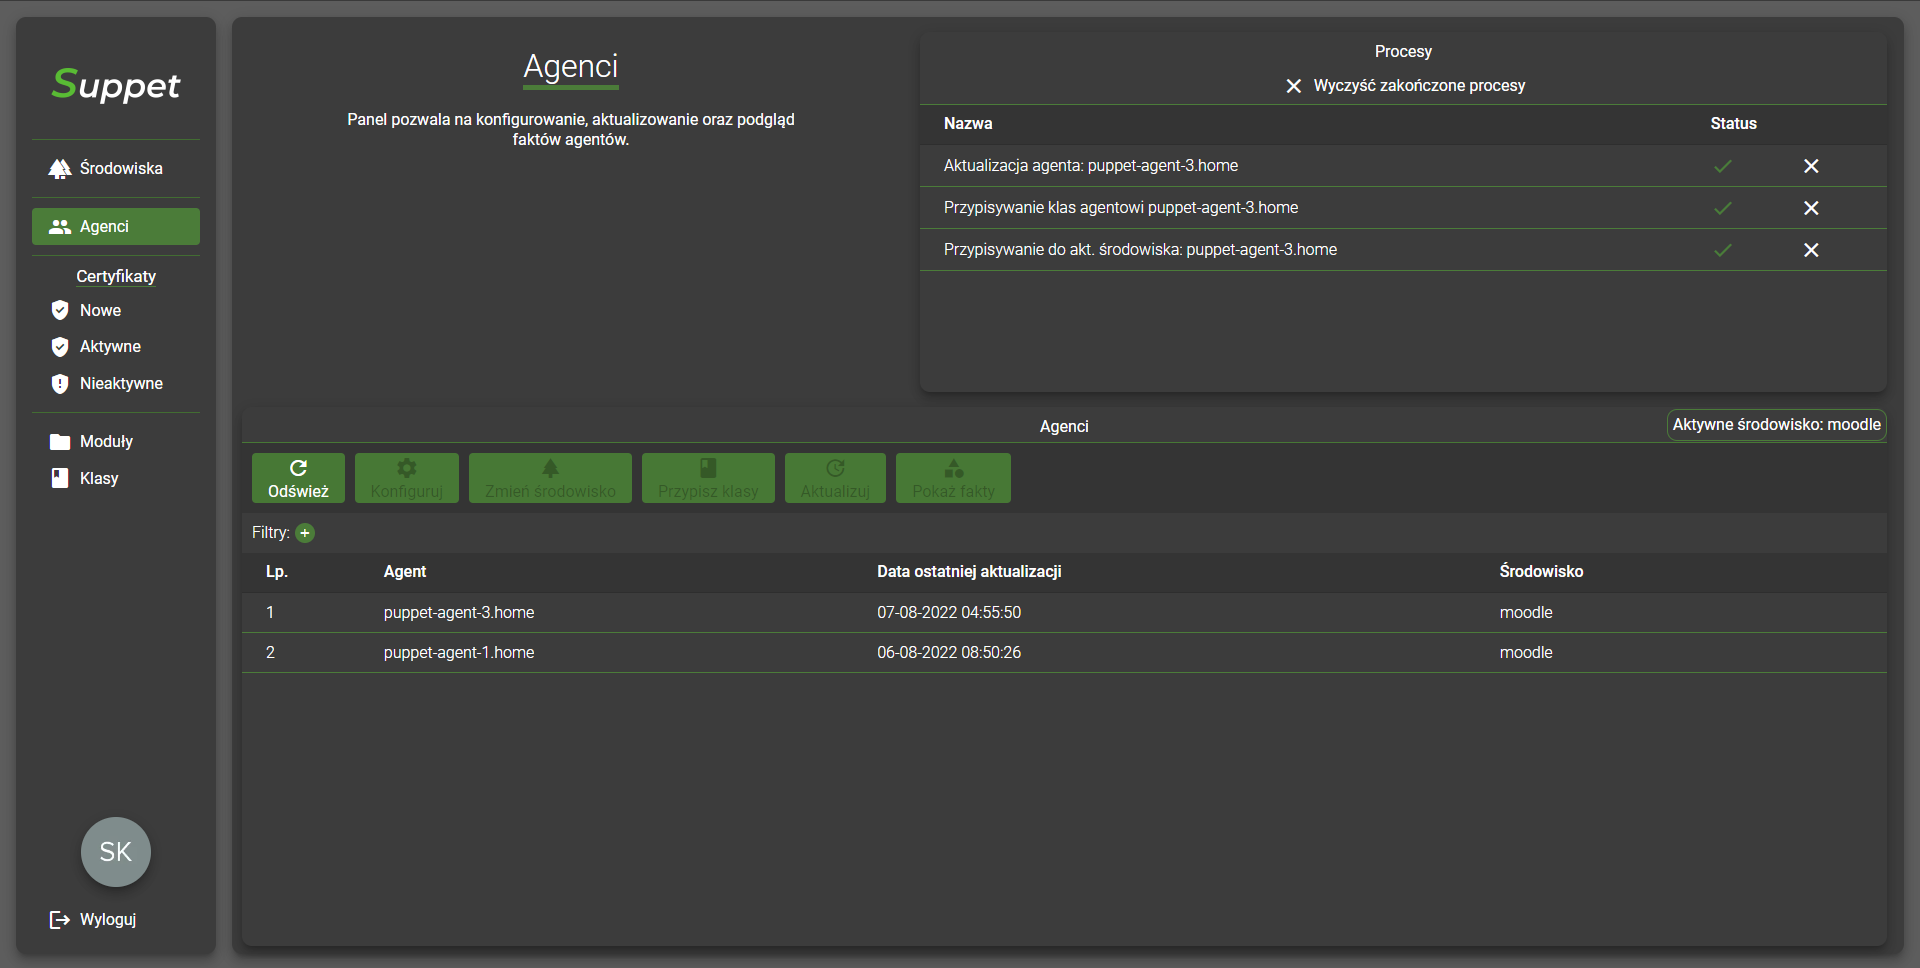 Suppet
Środowiska
Agenci
Certyfikaty
Nowe
Aktywne
Nieaktywne
Moduły
Klasy
SK
Wyloguj
Agenci
Panel pozwala na konfigurowanie, aktualizowanie oraz podgląd
faktów agentów.
Procesy
Wyczyść zakończone procesy
Nazwa Status
Aktualizacja agenta: puppet-agent-3.home
Przypisywanie klas agentowi puppet-agent-3.home
Przypisywanie do akt. środowiska: puppet-agent-3.home
Agenci
Aktywne środowisko: moodle
Odśwież Konfiguruj Zmień środowisko Przypisz klasy Aktualizuj Pokaż fakty
Filtry:
Lp. Agent Data ostatniej aktualizacji Środowisko
1 puppet-agent-3.home 07-08-2022 04:55:50 moodle
2 puppet-agent-1.home 06-08-2022 08:50:26 moodle